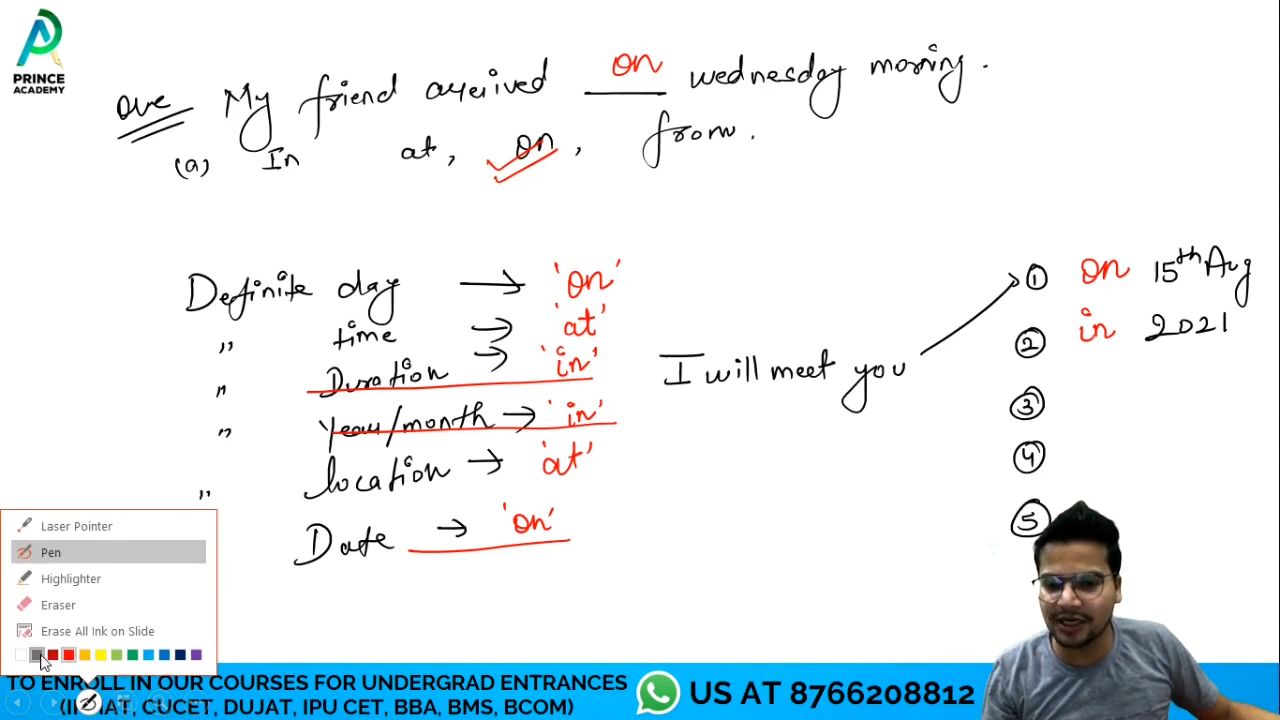 PRINCE
ACADEMY
Que My friend arrived on wednesday morning.
(a) In at, on, from.
Definite day → 'on'
" time → 'at'
" Duration → 'in'
" Year/month → 'in'
" location → 'at'
Date → 'on'
I will meet you
① on 15th Aug
② in 2021
③
④
⑤
Laser Pointer
Pen
Highlighter
Eraser
Erase All Ink on Slide
TO ENROLL IN OUR COURSES FOR UNDERGRAD ENTRANCES
CUCET, DUJAT, IPU CET, BBA, BMS, BCOM)
US AT 8766208812